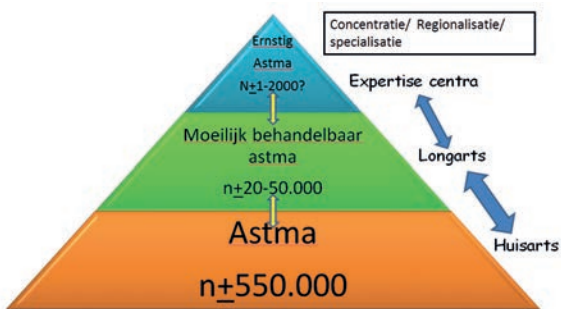 Concentratie/ Regionalisatie/
specialisatie
Ernstig
Astma
N±1-2000?
Expertise centra
Moeilijk behandelbaar
astma
n±20-50.000
Longarts
Astma
n±550.000
Huisarts